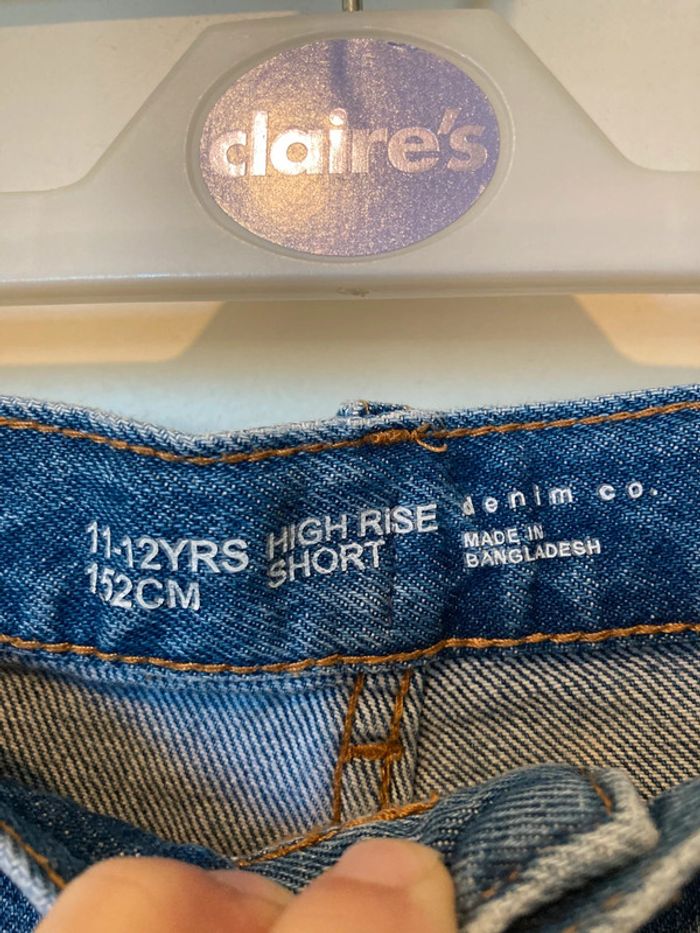 claire's
11-12YRS
152CM
HIGH RISE
SHORT
denim co.
MADE IN
BANGLADESH